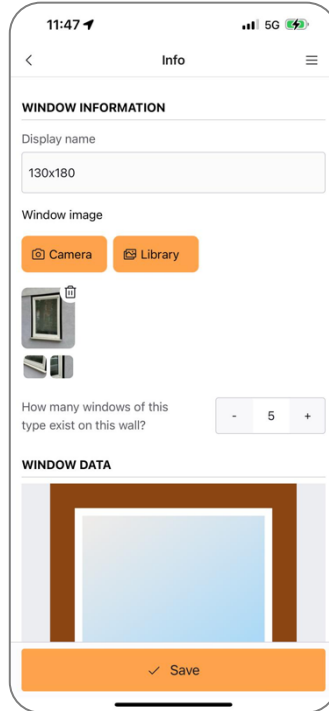 11:47
5G
Info
WINDOW INFORMATION
Display name
130x180
Window image
Camera
Library
How many windows of this
type exist on this wall?
- 5 +
WINDOW DATA
Save